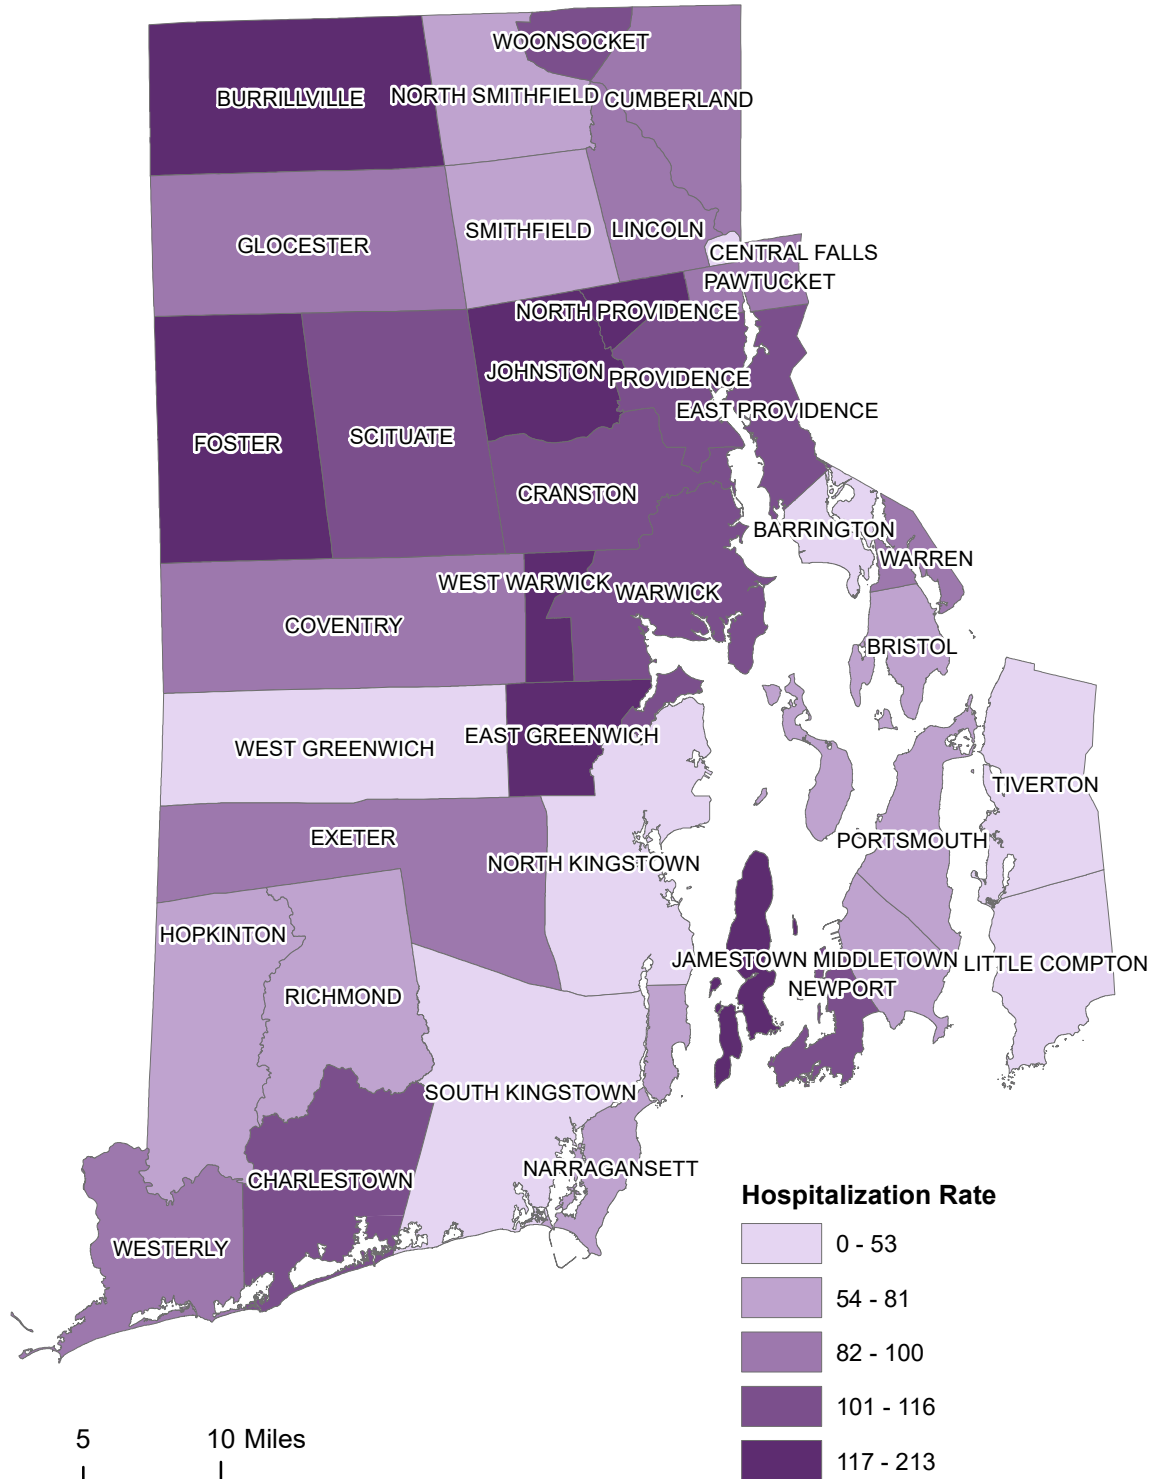 WOONSOCKET
BURRILLVILLE
NORTH SMITHFIELD
CUMBERLAND
GLOCESTER
SMITHFIELD
LINCOLN
CENTRAL FALLS
PAWTUCKET
NORTH PROVIDENCE
JOHNSTON
PROVIDENCE
EAST PROVIDENCE
FOSTER
SCITUATE
CRANSTON
BARRINGTON
WARREN
WEST WARWICK
WARWICK
COVENTRY
BRISTOL
WEST GREENWICH
EAST GREENWICH
TIVERTON
EXETER
PORTSMOUTH
NORTH KINGSTOWN
HOPKINTON
JAMESTOWN
MIDDLETOWN
LITTLE COMPTON
RICHMOND
NEWPORT
SOUTH KINGSTOWN
NARRAGANSETT
CHARLESTOWN
WESTERLY
Hospitalization Rate
0 - 53
54 - 81
82 - 100
101 - 116
117 - 213
5
10 Miles